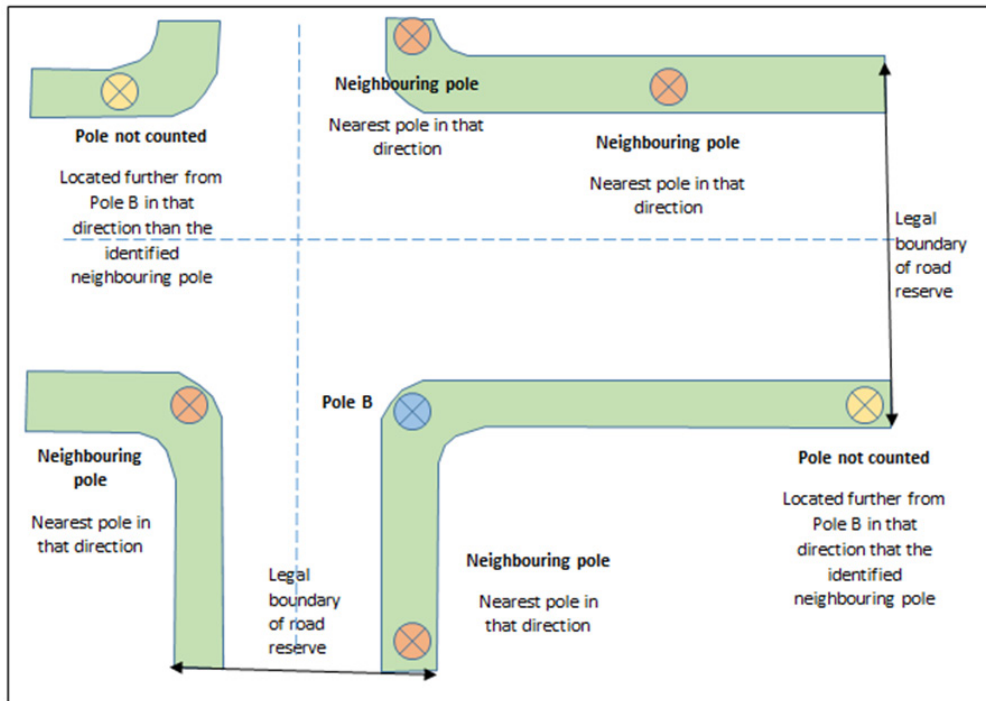 Neighbouring pole
Nearest pole in that
direction
Neighbouring pole
Nearest pole in that
direction
Pole not counted
Located further from
Pole B in that
direction than the
identified
neighbouring pole
Legal
boundary
of road
reserve
Pole B
Neighbouring
pole
Nearest pole in
that direction
Pole not counted
Located further from
Pole B in that
direction that the
identified
neighbouring pole
Neighbouring pole
Nearest pole in
that direction
Legal
boundary
of road
reserve